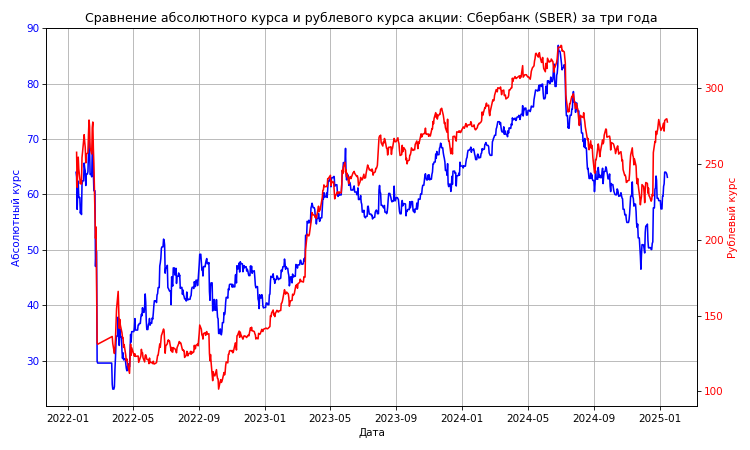 Сравнение абсолютного курса и рублевого курса акции: Сбербанк (SBER) за три года
90
80
70
60
50
40
30
Абсолютный курс
300
250
200
150
100
Рублевый курс
2022-01 2022-05 2022-09 2023-01 2023-05 2023-09 2024-01 2024-05 2024-09 2025-01
Дата